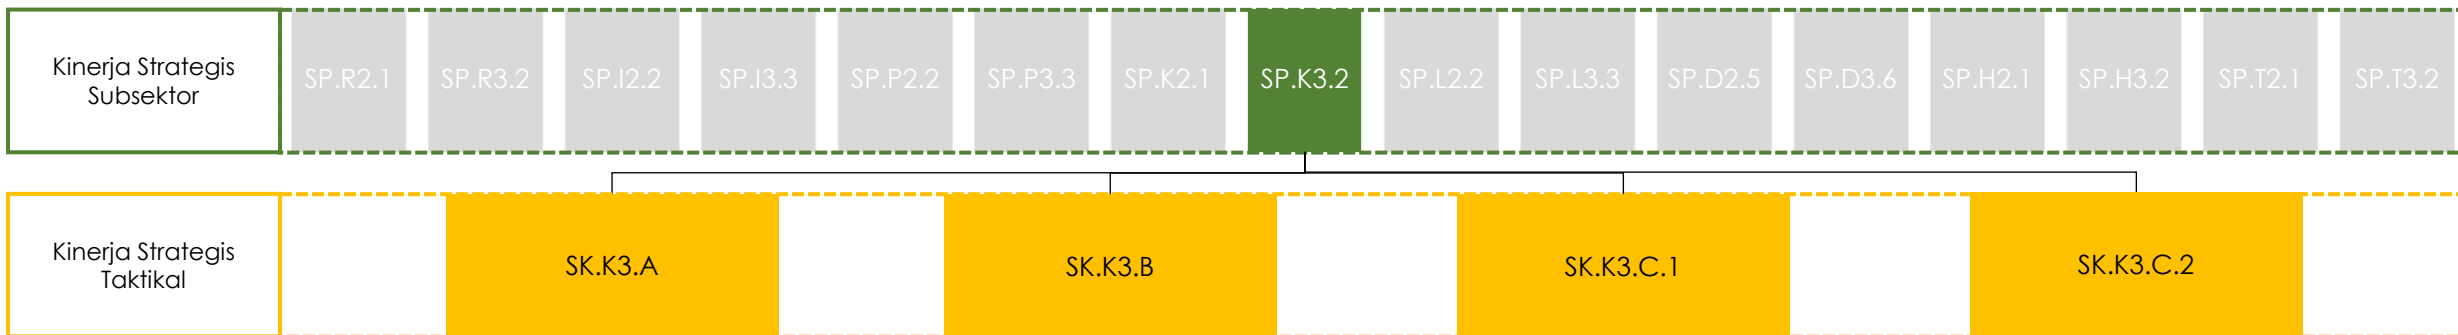 Kinerja Strategis
Subsektor
SP.R2.1 SP.R3.2 SP.I2.2 SP.I3.3 SP.P2.2 SP.P3.3 SP.K2.1 SP.K3.2 SP.L2.2 SP.L3.3 SP.D2.5 SP.D3.6 SP.H2.1 SP.H3.2 SP.T2.1 SP.T3.2
Kinerja Strategis
Taktikal
SK.K3.A SK.K3.B SK.K3.C.1 SK.K3.C.2